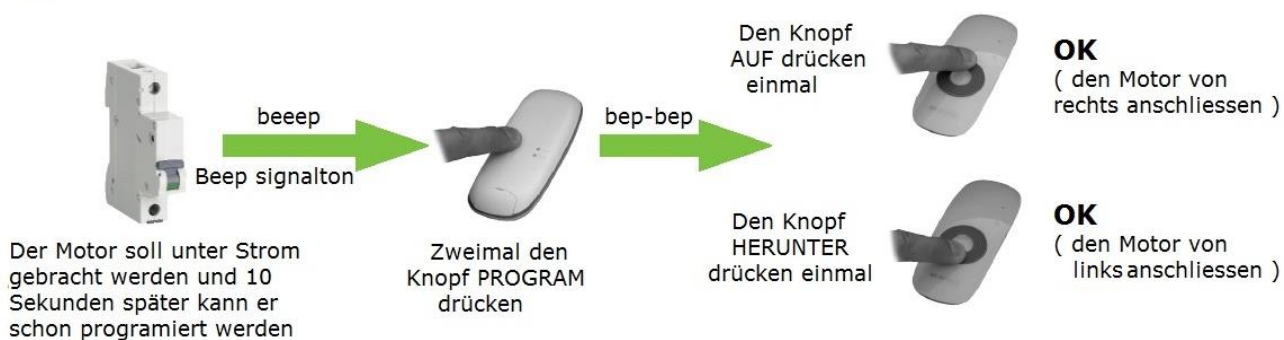 beeep
Beep signalton
Der Motor soll unter Strom
gebracht werden und 10
Sekunden später kann er
schon programiert werden
Zweimal den
Knopf PROGRAM
drücken
bep-bep
Den Knopf
AUF drücken
einmal
OK
( den Motor von
rechts anschliessen )
Den Knopf
HERUNTER
drücken einmal
OK
( den Motor von
links anschliessen )